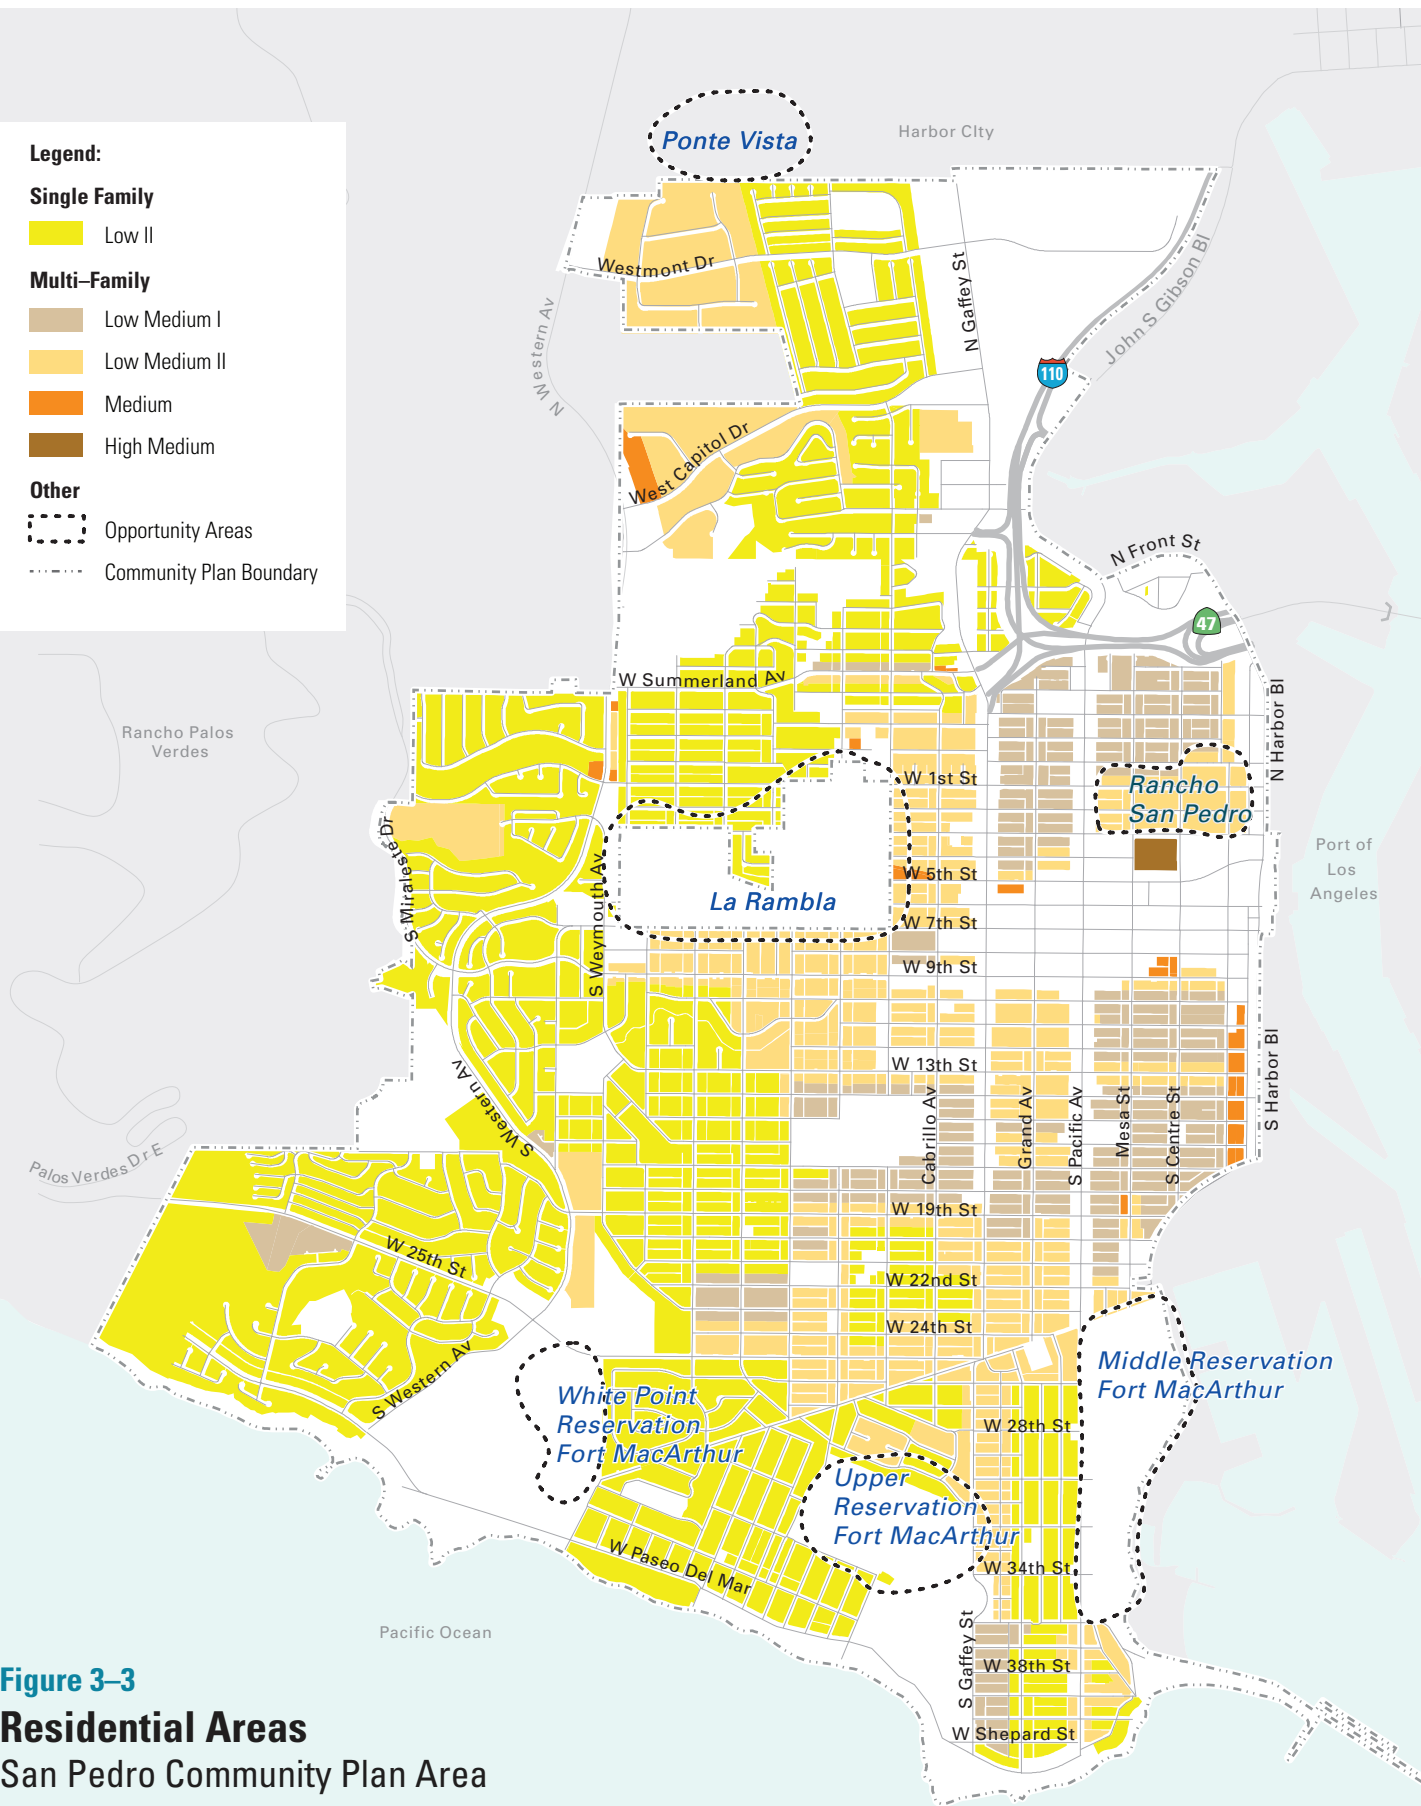 Ponte Vista
Harbor CIty
Legend:
Single Family
Low II
Multi–Family
Low Medium I
Low Medium II
Medium
High Medium
Other
Opportunity Areas
Community Plan Boundary
Westmont Dr
N Gaffey St
John S Gibson Bl
N Western Av
110
West Capitol Dr
N Front St
47
W Summerland Av
Rancho Palos
Verdes
N Harbor Bl
W 1st St
Rancho
San Pedro
S Miraleste Dr
S Weymouth Av
La Rambla
W 5th St
Port of
Los
Angeles
W 7th St
W 9th St
S Western Av
W 13th St
Cabrillo Av
Grand Av
S Pacific Av
Mesa St
S Centre St
S Harbor Bl
Palos Verdes Dr E
W 19th St
W 25th St
W 22nd St
W 24th St
S Western Av
White Point
Reservation
Fort MacArthur
Middle Reservation
Fort MacArthur
W 28th St
Upper
Reservation
Fort MacArthur
W Paseo Del Mar
W 34th St
Pacific Ocean
S Gaffey St
W 38th St
W Shepard St
Figure 3–3
Residential Areas
San Pedro Community Plan Area